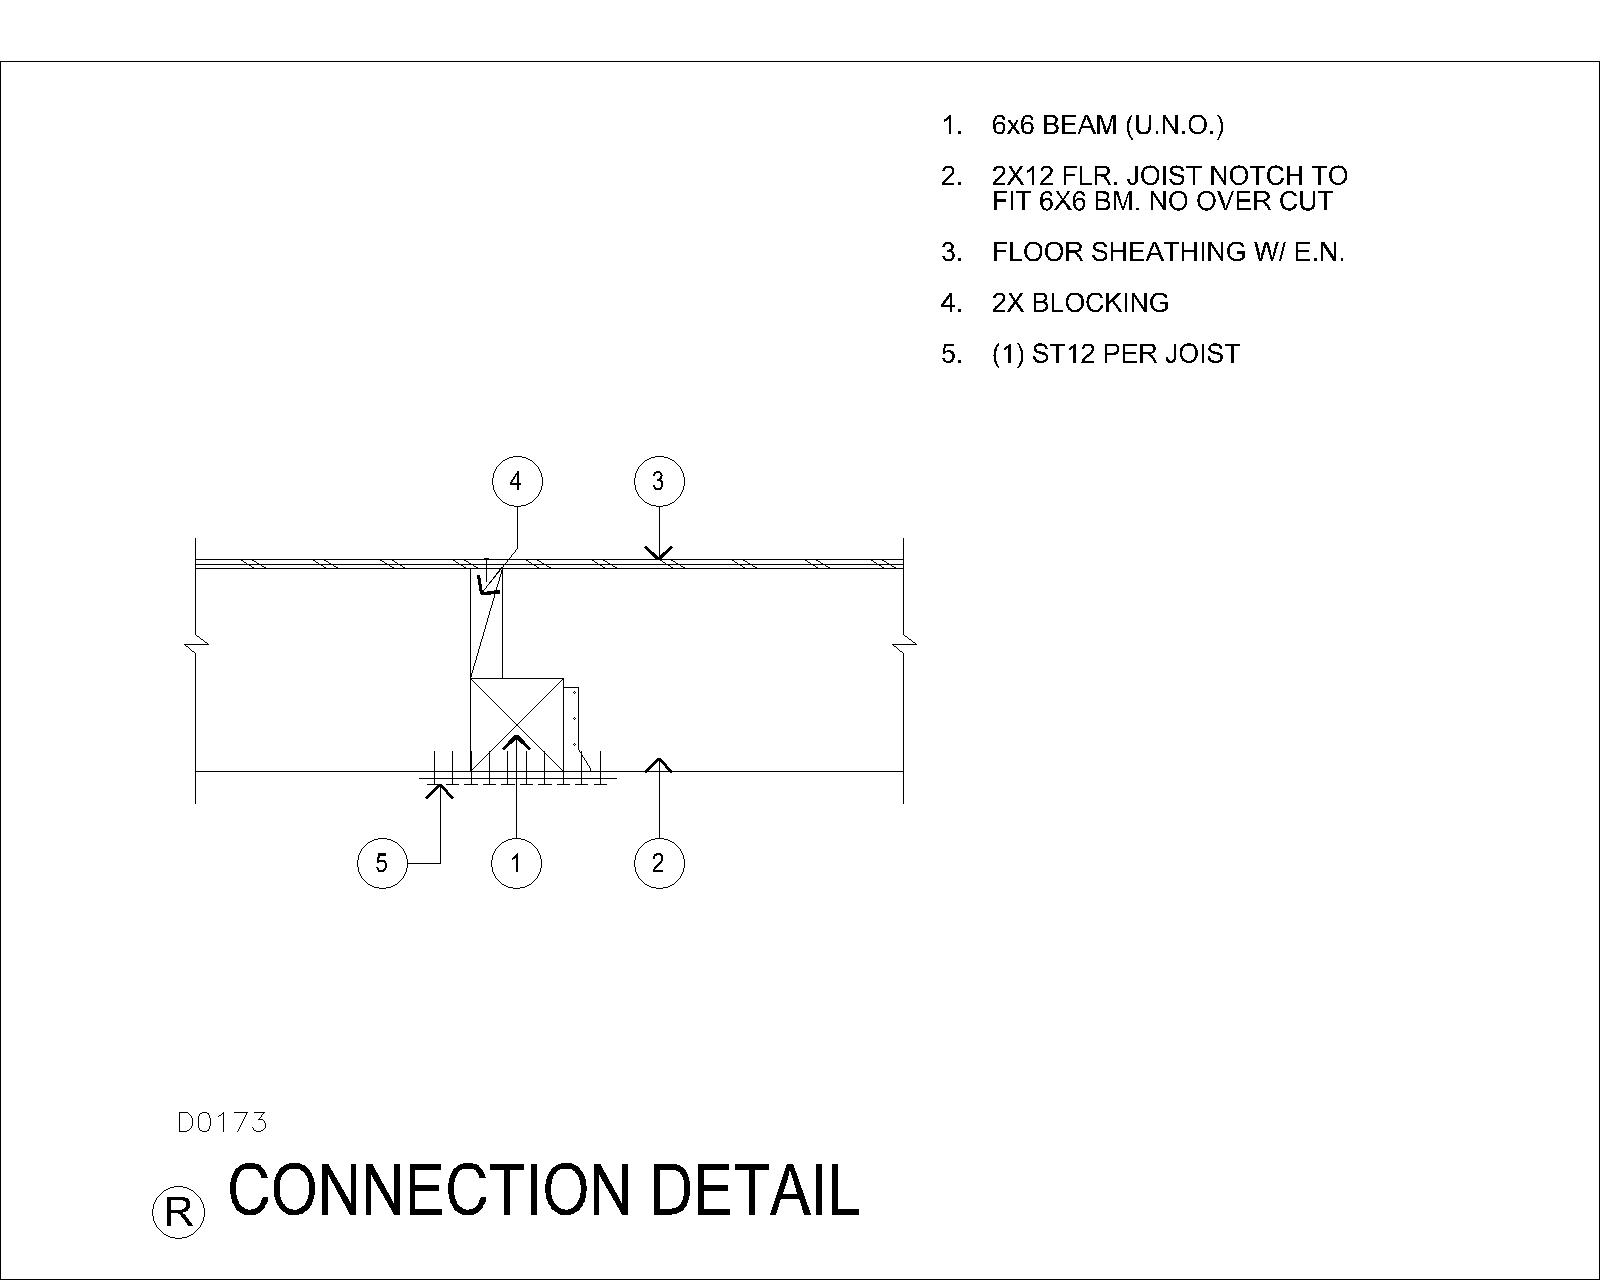 1. 6x6 BEAM (U.N.O.)
2. 2X12 FLR. JOIST NOTCH TO
FIT 6X6 BM. NO OVER CUT
3. FLOOR SHEATHING W/ E.N.
4. 2X BLOCKING
5. (1) ST12 PER JOIST
4 3
5 1 2
D0173
R CONNECTION DETAIL